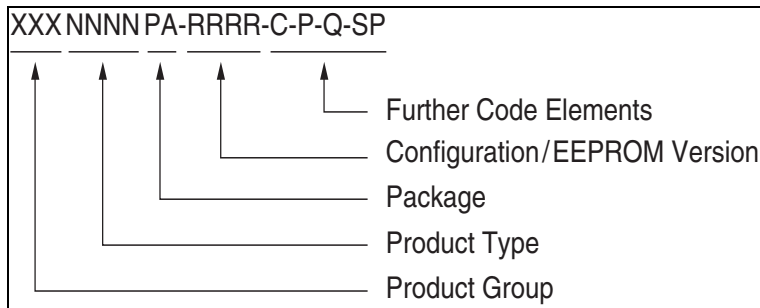 XXX NNNN PA-RRRR-C-P-Q-SP
Further Code Elements
Configuration/EEPROM Version
Package
Product Type
Product Group